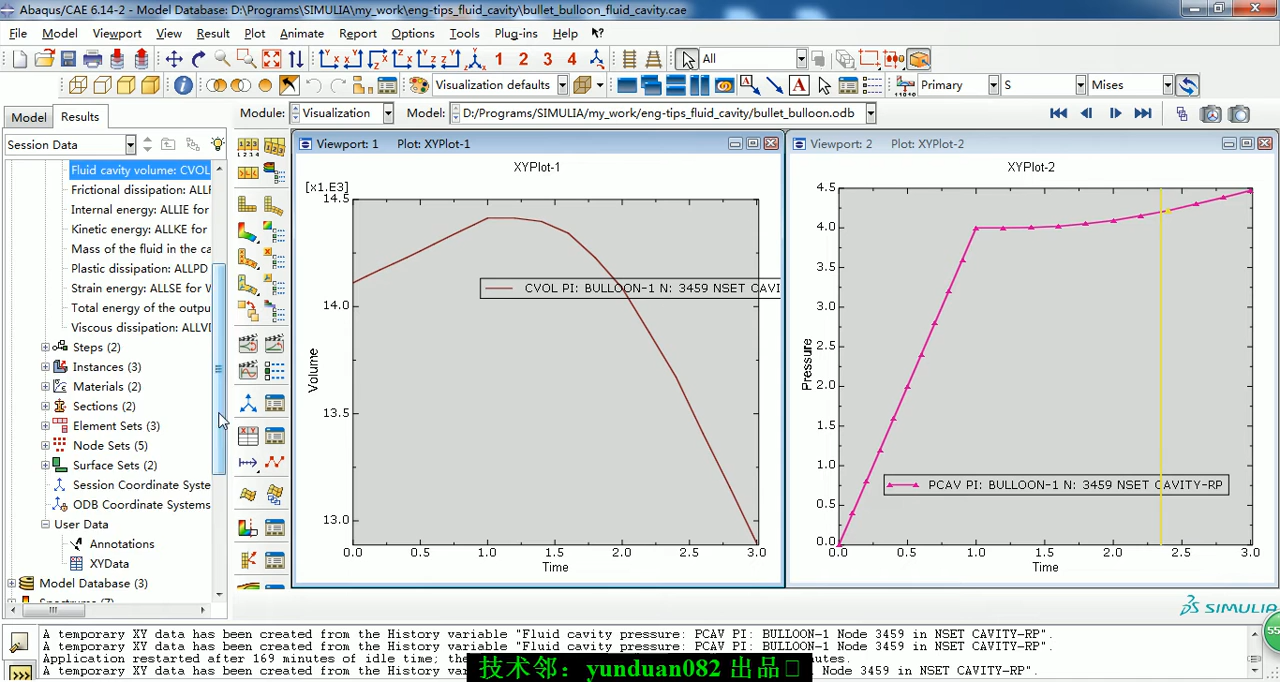 Abaqus/CAE 6.14-2 - Model Database: D:\Programs\SIMULIA\my_work\eng-tips_fluid_cavity\bullet_bulloon_fluid_cavity.cae
File Model Viewport View Result Plot Animate Report Options Tools Plug-ins Help
1 2 3 4 All
Visualization defaults Primary S Mises
Model Results Module: Visualization Model: D:/Programs/SIMULIA/my_work/eng-tips_fluid_cavity/bullet_bulloon.odb
Session Data
Fluid cavity volume: CVOL
Frictional dissipation: ALLF
Internal energy: ALLIE for
Kinetic energy: ALLKE for
Mass of the fluid in the ca
Plastic dissipation: ALLPD
Strain energy: ALLSE for W
Total energy of the outpu
Viscous dissipation: ALLVD
Steps (2)
Instances (3)
Materials (2)
Sections (2)
Element Sets (3)
Node Sets (5)
Surface Sets (2)
Session Coordinate Syste
ODB Coordinate Systems
User Data
Annotations
XYData
Model Database (3)
Spectrums (7)
Viewport: 1 Plot: XYPlot-1
XYPlot-1
[x1.E3]
14.5
14.0
13.5
13.0
Volume
CVOL PI: BULLOON-1 N: 3459 NSET CAVI
0.0 0.5 1.0 1.5 2.0 2.5 3.0
Time
Viewport: 2 Plot: XYPlot-2
XYPlot-2
4.5
4.0
3.5
3.0
2.5
2.0
1.5
1.0
0.5
0.0
Pressure
PCAV PI: BULLOON-1 N: 3459 NSET CAVITY-RP
0.0 0.5 1.0 1.5 2.0 2.5 3.0
Time
SIMULIA
A temporary XY data has been created from the History variable "Fluid cavity pressure: PCAV PI: BULLOON-1 Node 3459 in NSET CAVITY-RP".
A temporary XY data has been created from the History variable "Fluid cavity pressure: PCAV PI: BULLOON-1 Node 3459 in NSET CAVITY-RP".
Application restarted after 169 minutes of idle time; the
A temporary XY data has been
Node 3459 in NSET CAVITY-RP".
技术邻：yunduan082 出品
55